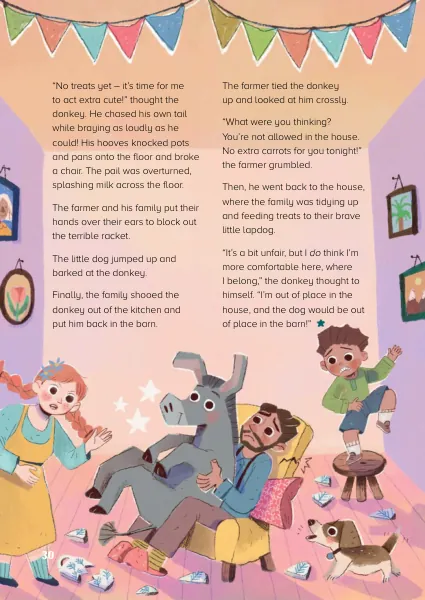 “No treats yet – it’s time for me
to act extra cute!” thought the
donkey. He chased his own tail
while braying as loudly as he
could! His hooves knocked pots
and pans onto the floor and broke
a chair. The pail was overturned,
splashing milk across the floor.
The farmer and his family put their
hands over their ears to block out
the terrible racket.
The little dog jumped up and
barked at the donkey.
Finally, the family shooed the
donkey out of the kitchen and
put him back in the barn.
The farmer tied the donkey
up and looked at him crossly.
“What were you thinking?
You’re not allowed in the house.
No extra carrots for you tonight!”
the farmer grumbled.
Then, he went back to the house,
where the family was tidying up
and feeding treats to their brave
little lapdog.
“It’s a bit unfair, but I do think I’m
more comfortable here, where
I belong,” the donkey thought to
himself. “I’m out of place in the
house, and the dog would be out
of place in the barn!”
30